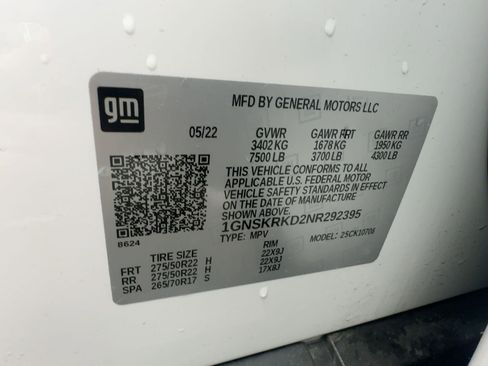 gm
MFD BY GENERAL MOTORS LLC
05/22 GVWR GAWR FRT GAWR RR
3402 KG 1678 KG 1950 KG
7500 LB 3700 LB 4300 LB
THIS VEHICLE CONFORMS TO ALL
APPLICABLE U.S. FEDERAL MOTOR
VEHICLE SAFETY STANDARDS IN EFFECT
ON THE DATE OF MANUFACTURE
SHOWN ABOVE.
1GNSKRKD2NR292395
8624
TYPE: MPV MODEL: 2SCK10706
TIRE SIZE RIM
FRT 275/50R22 H 22X9J
RR 275/50R22 H 22X9J
SPA 265/70R17 S 17X8J